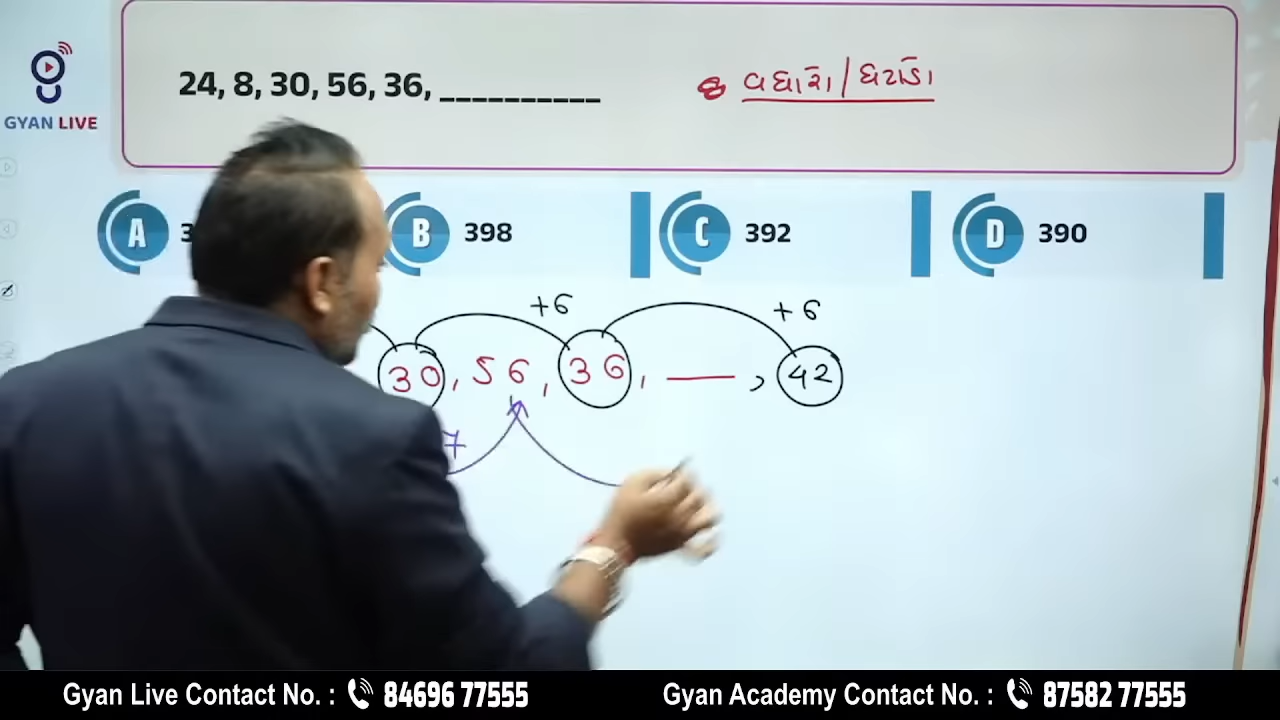 24, 8, 30, 56, 36, __________
વધારો / ઘટાડો
GYAN LIVE
A
B 398
C 392
D 390
+6 +6
30, 56, 36, ___, 42
7
Gyan Live Contact No. : 84696 77555 Gyan Academy Contact No. : 87582 77555